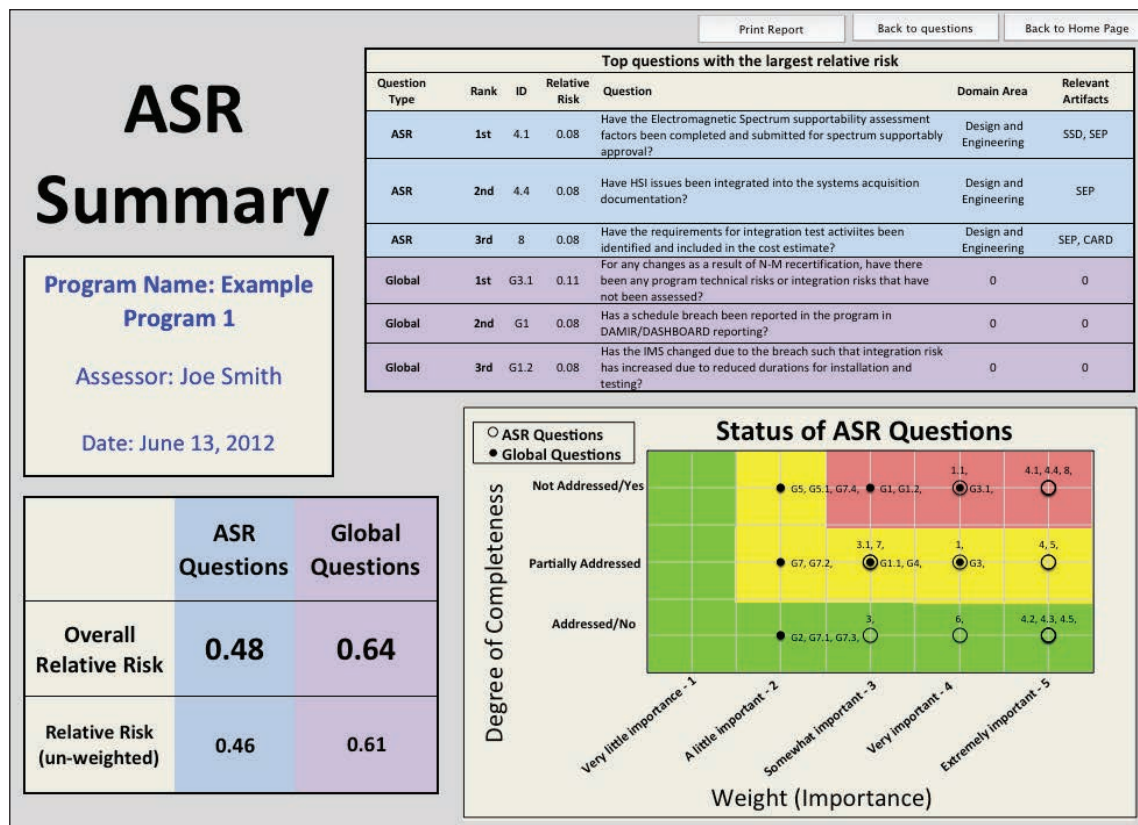 Print Report
Back to questions
Back to Home Page
ASR
Summary
Program Name: Example
Program 1
Assessor: Joe Smith
Date: June 13, 2012
Top questions with the largest relative risk
Question Type Rank ID Relative Risk Question Domain Area Relevant Artifacts
ASR 1st 4.1 0.08 Have the Electromagnetic Spectrum supportability assessment
factors been completed and submitted for spectrum supportably
approval? Design and Engineering SSD, SEP
ASR 2nd 4.4 0.08 Have HSI issues been integrated into the systems acquisition
documentation? Design and Engineering SEP
ASR 3rd 8 0.08 Have the requirements for integration test activiites been
identified and included in the cost estimate? Design and Engineering SEP, CARD
Global 1st G3.1 0.11 For any changes as a result of N-M recertification, have there
been any program technical risks or integration risks that have
not been assessed? 0 0
Global 2nd G1 0.08 Has a schedule breach been reported in the program in
DAMIR/DASHBOARD reporting? 0 0
Global 3rd G1.2 0.08 Has the IMS changed due to the breach such that integration risk
has increased due to reduced durations for installation and
testing? 0 0
ASR Questions
Global Questions
Overall Relative Risk 0.48 0.64
Relative Risk (un-weighted) 0.46 0.61
ASR Questions
Global Questions
Status of ASR Questions
Degree of Completeness
Not Addressed/Yes
1.1, 4.1, 4.4, 8,
G5, G5.1, G7.4, G1, G1.2, G3.1,
Partially Addressed
3.1, 7, 1, 4, 5,
G7, G7.2, G1.1, G4, G3,
Addressed/No
3, 6, 4.2, 4.3, 4.5,
G2, G7.1, G7.3,
Very little importance - 1
A little important - 2
Somewhat important - 3
Very important - 4
Extremely important - 5
Weight (Importance)